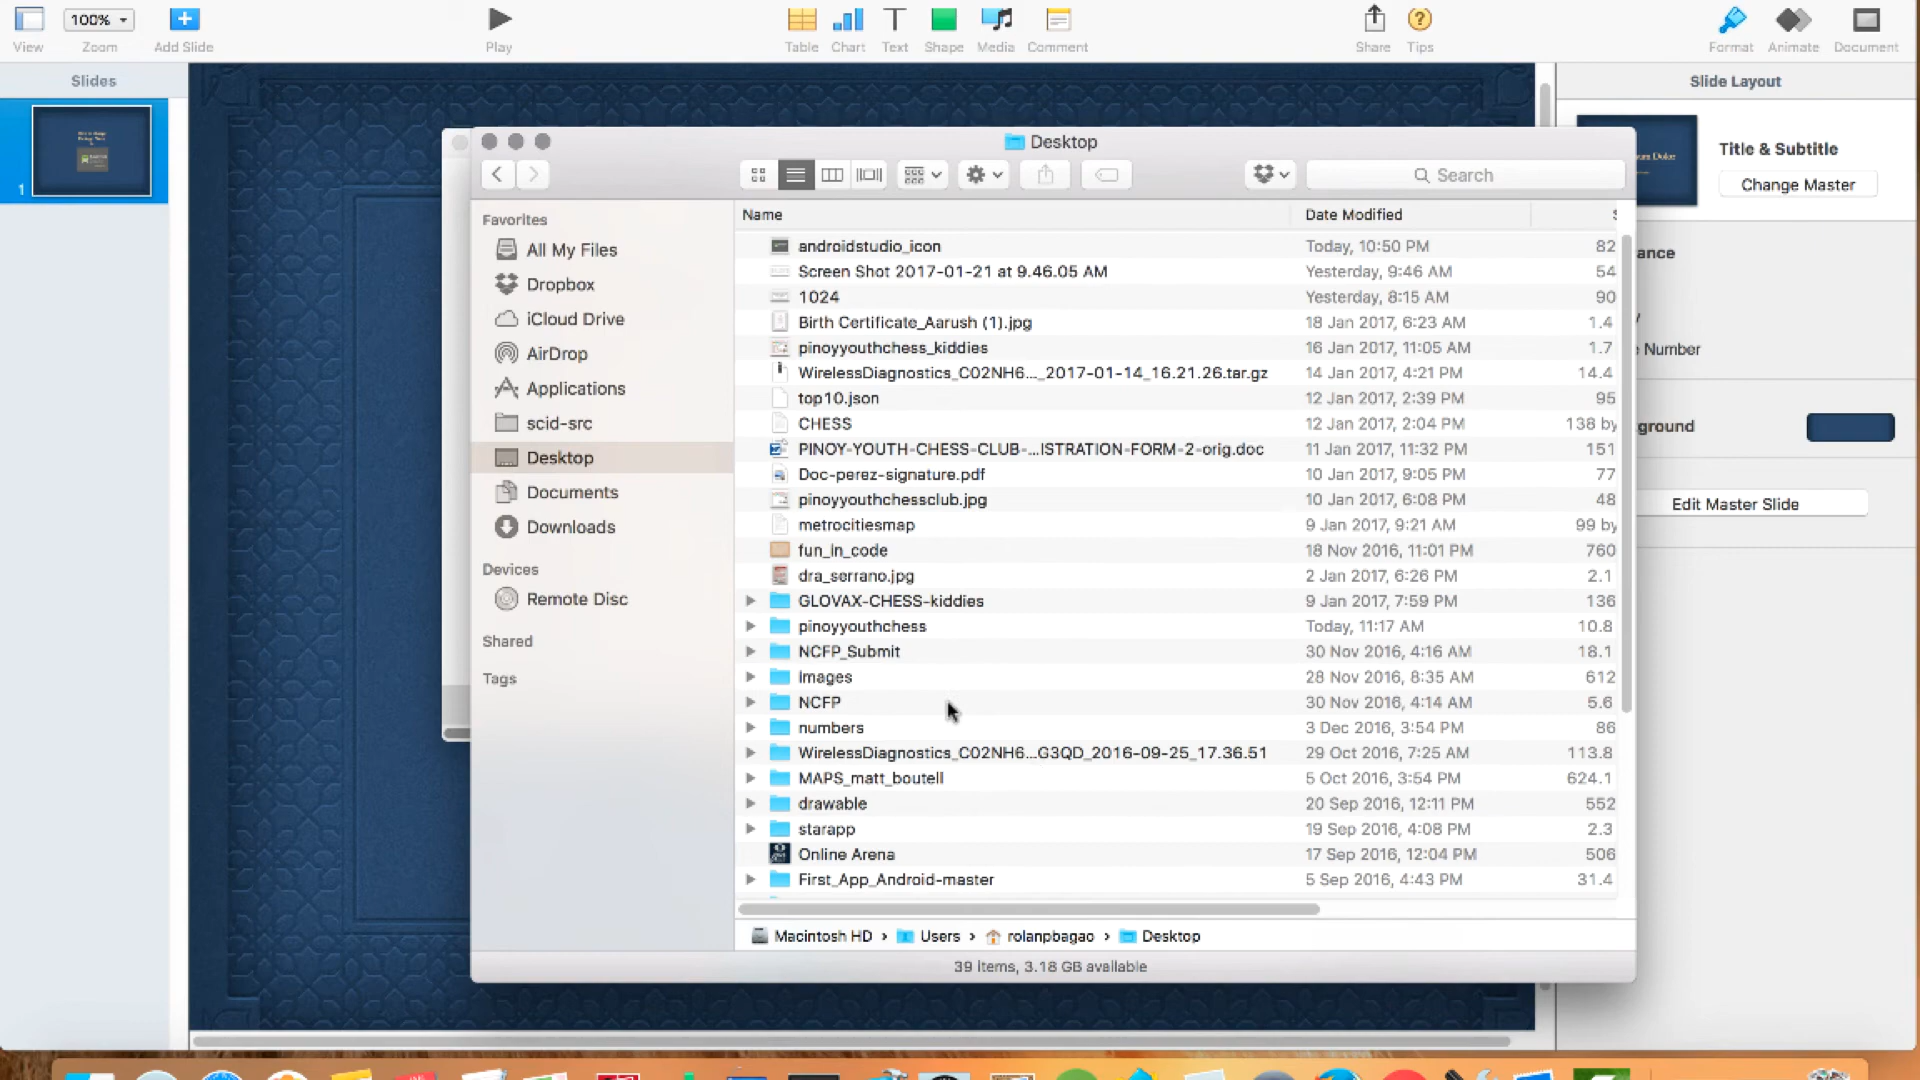 100%
View Zoom Add Slide Play Table Chart Text Shape Media Comment Share Tips Format Animate Document
Slides
1
Slide Layout
Title & Subtitle
Change Master
ance
Number
ground
Edit Master Slide
Desktop
Search
Favorites
All My Files
Dropbox
iCloud Drive
AirDrop
Applications
scid-src
Desktop
Documents
Downloads
Devices
Remote Disc
Shared
Tags
Name Date Modified
androidstudio_icon Today, 10:50 PM 82
Screen Shot 2017-01-21 at 9.46.05 AM Yesterday, 9:46 AM 54
1024 Yesterday, 8:15 AM 90
Birth Certificate_Aarush (1).jpg 18 Jan 2017, 6:23 AM 1.4
pinoyyouthchess_kiddies 16 Jan 2017, 11:05 AM 1.7
WirelessDiagnostics_C02NH6..._2017-01-14_16.21.26.tar.gz 14 Jan 2017, 4:21 PM 14.4
top10.json 12 Jan 2017, 2:39 PM 95
CHESS 12 Jan 2017, 2:04 PM 138 by
PINOY-YOUTH-CHESS-CLUB-...ISTRATION-FORM-2-orig.doc 11 Jan 2017, 11:32 PM 151
Doc-perez-signature.pdf 10 Jan 2017, 9:05 PM 77
pinoyyouthchessclub.jpg 10 Jan 2017, 6:08 PM 48
metrocitiesmap 9 Jan 2017, 9:21 AM 99 by
fun_in_code 18 Nov 2016, 11:01 PM 760
dra_serrano.jpg 2 Jan 2017, 6:26 PM 2.1
GLOVAX-CHESS-kiddies 9 Jan 2017, 7:59 PM 136
pinoyyouthchess Today, 11:17 AM 10.8
NCFP_Submit 30 Nov 2016, 4:16 AM 18.1
images 28 Nov 2016, 8:35 AM 612
NCFP 30 Nov 2016, 4:14 AM 5.6
numbers 3 Dec 2016, 3:54 PM 86
WirelessDiagnostics_C02NH6...G3QD_2016-09-25_17.36.51 29 Oct 2016, 7:25 AM 113.8
MAPS_matt_boutell 5 Oct 2016, 3:54 PM 624.1
drawable 20 Sep 2016, 12:11 PM 552
starapp 19 Sep 2016, 4:08 PM 2.3
Online Arena 17 Sep 2016, 12:04 PM 506
First_App_Android-master 5 Sep 2016, 4:43 PM 31.4
Macintosh HD › Users › rolanpbagao › Desktop
39 items, 3.18 GB available